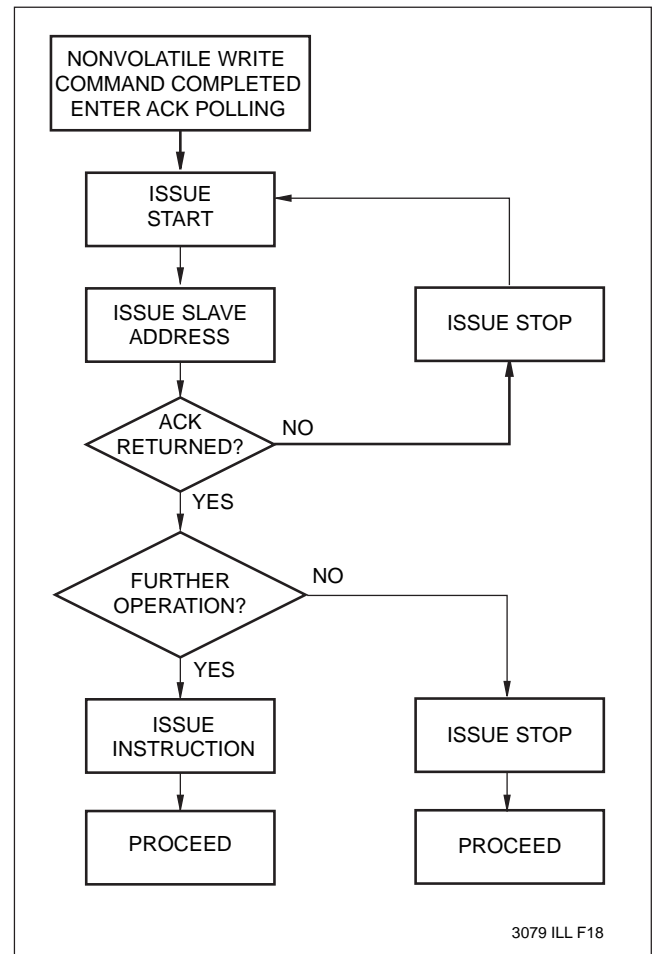 NONVOLATILE WRITE
COMMAND COMPLETED
ENTER ACK POLLING
ISSUE
START
ISSUE SLAVE
ADDRESS
ISSUE STOP
ACK
RETURNED?
NO
YES
FURTHER
OPERATION?
NO
YES
ISSUE
INSTRUCTION
ISSUE STOP
PROCEED
PROCEED
3079 ILL F18